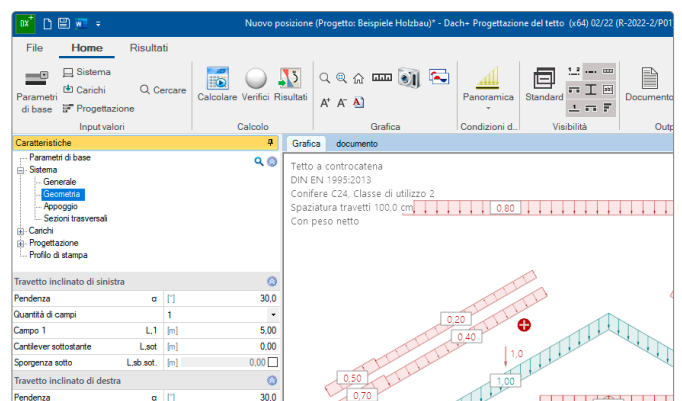 DX+ Nuovo posizione (Progetto: Beispiele Holzbau)* - Dach+ Progettazione del tetto (x64) 02/22 (R-2022-2/P01
File Home Risultati
Parametri di base
Sistema
Carichi
Progettazione
Cercare
Input valori
Calcolare Verifici Risultati
Calcolo
A+ A- A
Grafica
Panoramica
Condizioni d...
Standard
1.2
Visibilità
Documento
Outp
Caratteristiche
Parametri di base
Sistema
Generale
Geometria
Appoggio
Sezioni trasversali
Carichi
Progettazione
Profilo di stampa
Travetto inclinato di sinistra
Pendenza α [°] 30,0
Quantità di campi 1
Campo 1 L,1 [m] 5,00
Cantilever sottostante L,sot [m] 0,00
Sporgenza sotto L,sb.sot. [m] 0,00
Travetto inclinato di destra
Pendenza α [°] 30,0
Grafica documento
Tetto a controcatena
DIN EN 1995:2013
Conifere C24, Classe di utilizzo 2
Spaziatura travetti 100,0 cm
Con peso netto
0,80
0,20
0,40
1,0
0,50
1,00
0,70